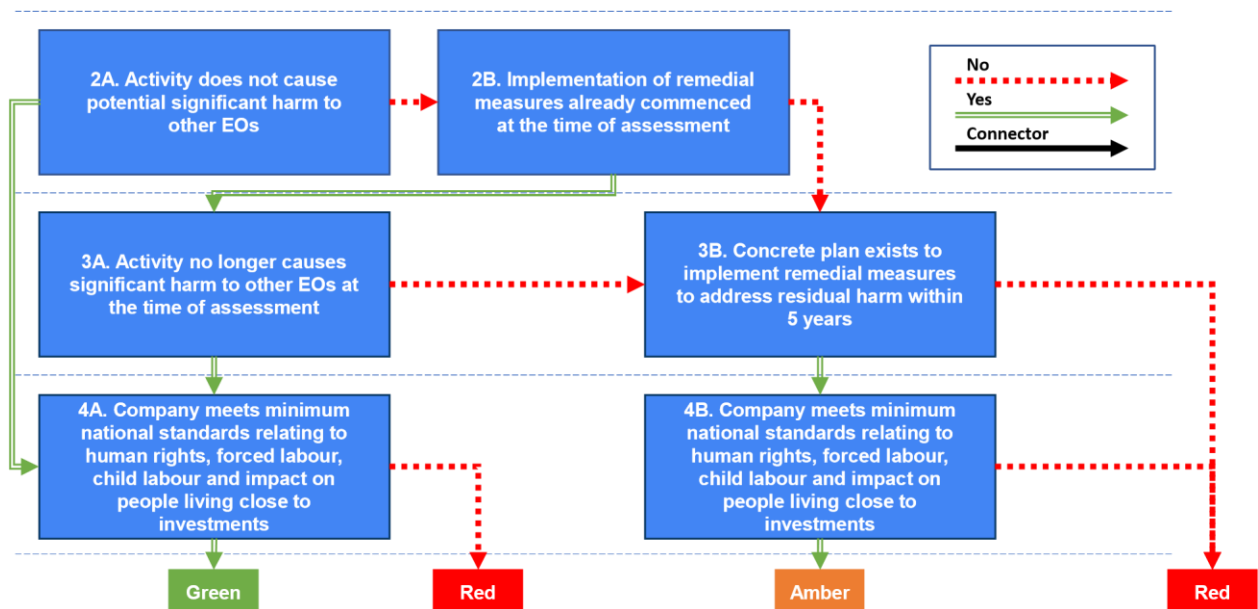 2A. Activity does not cause
potential significant harm to
other EOs
2B. Implementation of remedial
measures already commenced
at the time of assessment
No
Yes
Connector
3A. Activity no longer causes
significant harm to other EOs at
the time of assessment
3B. Concrete plan exists to
implement remedial measures
to address residual harm within
5 years
4A. Company meets minimum
national standards relating to
human rights, forced labour,
child labour and impact on
people living close to
investments
4B. Company meets minimum
national standards relating to
human rights, forced labour,
child labour and impact on
people living close to
investments
Green
Red
Amber
Red